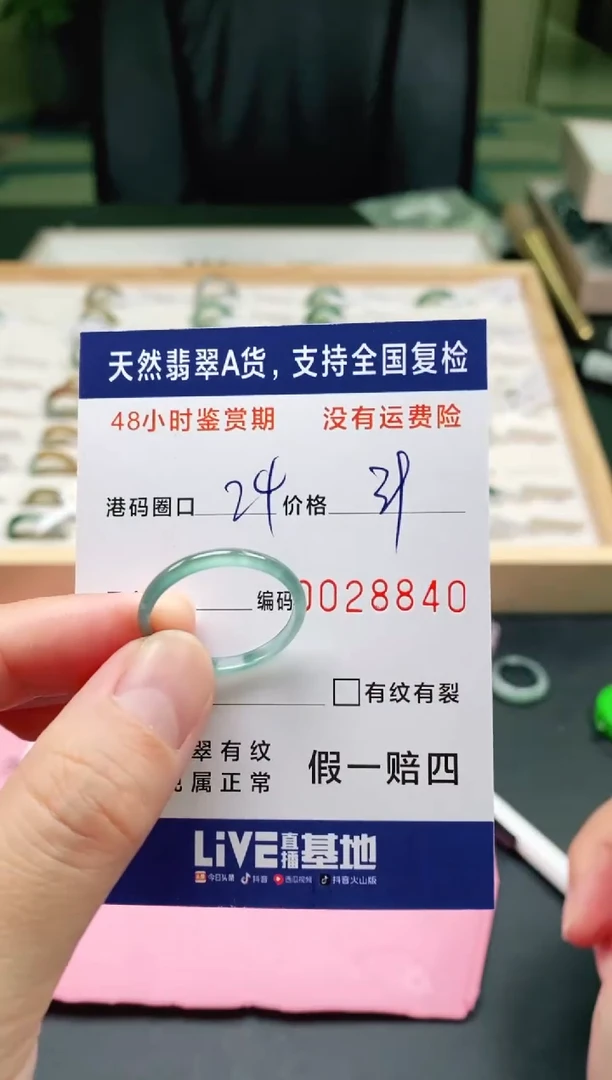 天然翡翠A货，支持全国复检
48小时鉴赏期 没有运费险
港码圈口 24 价格 31
编码 0028840
有纹有裂
翠有纹
属正常
假一赔四
LiVE直播基地
今日头条 抖音 西瓜视频 抖音火山版